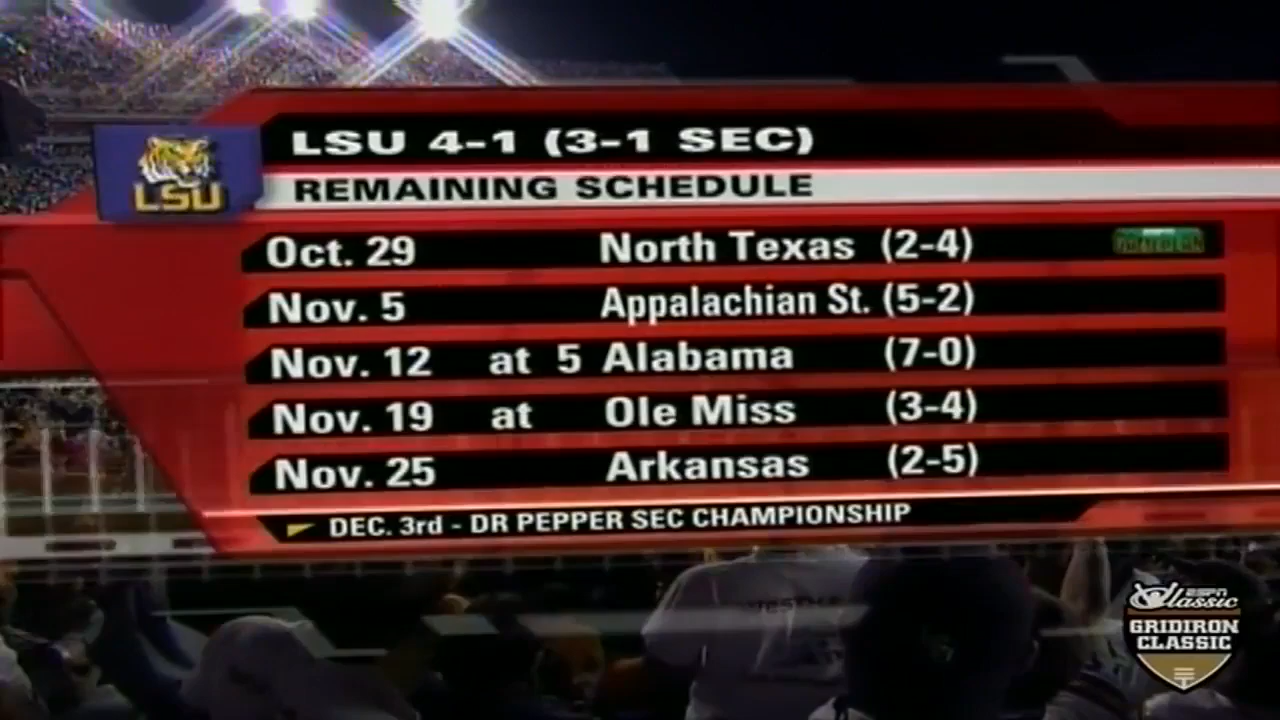 LSU 4-1 (3-1 SEC)
LSU
REMAINING SCHEDULE
Oct. 29 North Texas (2-4) GAMEPLAN
Nov. 5 Appalachian St. (5-2)
Nov. 12 at 5 Alabama (7-0)
Nov. 19 at Ole Miss (3-4)
Nov. 25 Arkansas (2-5)
DEC. 3rd - DR PEPPER SEC CHAMPIONSHIP
ESPN
Classic
GRIDIRON
CLASSIC